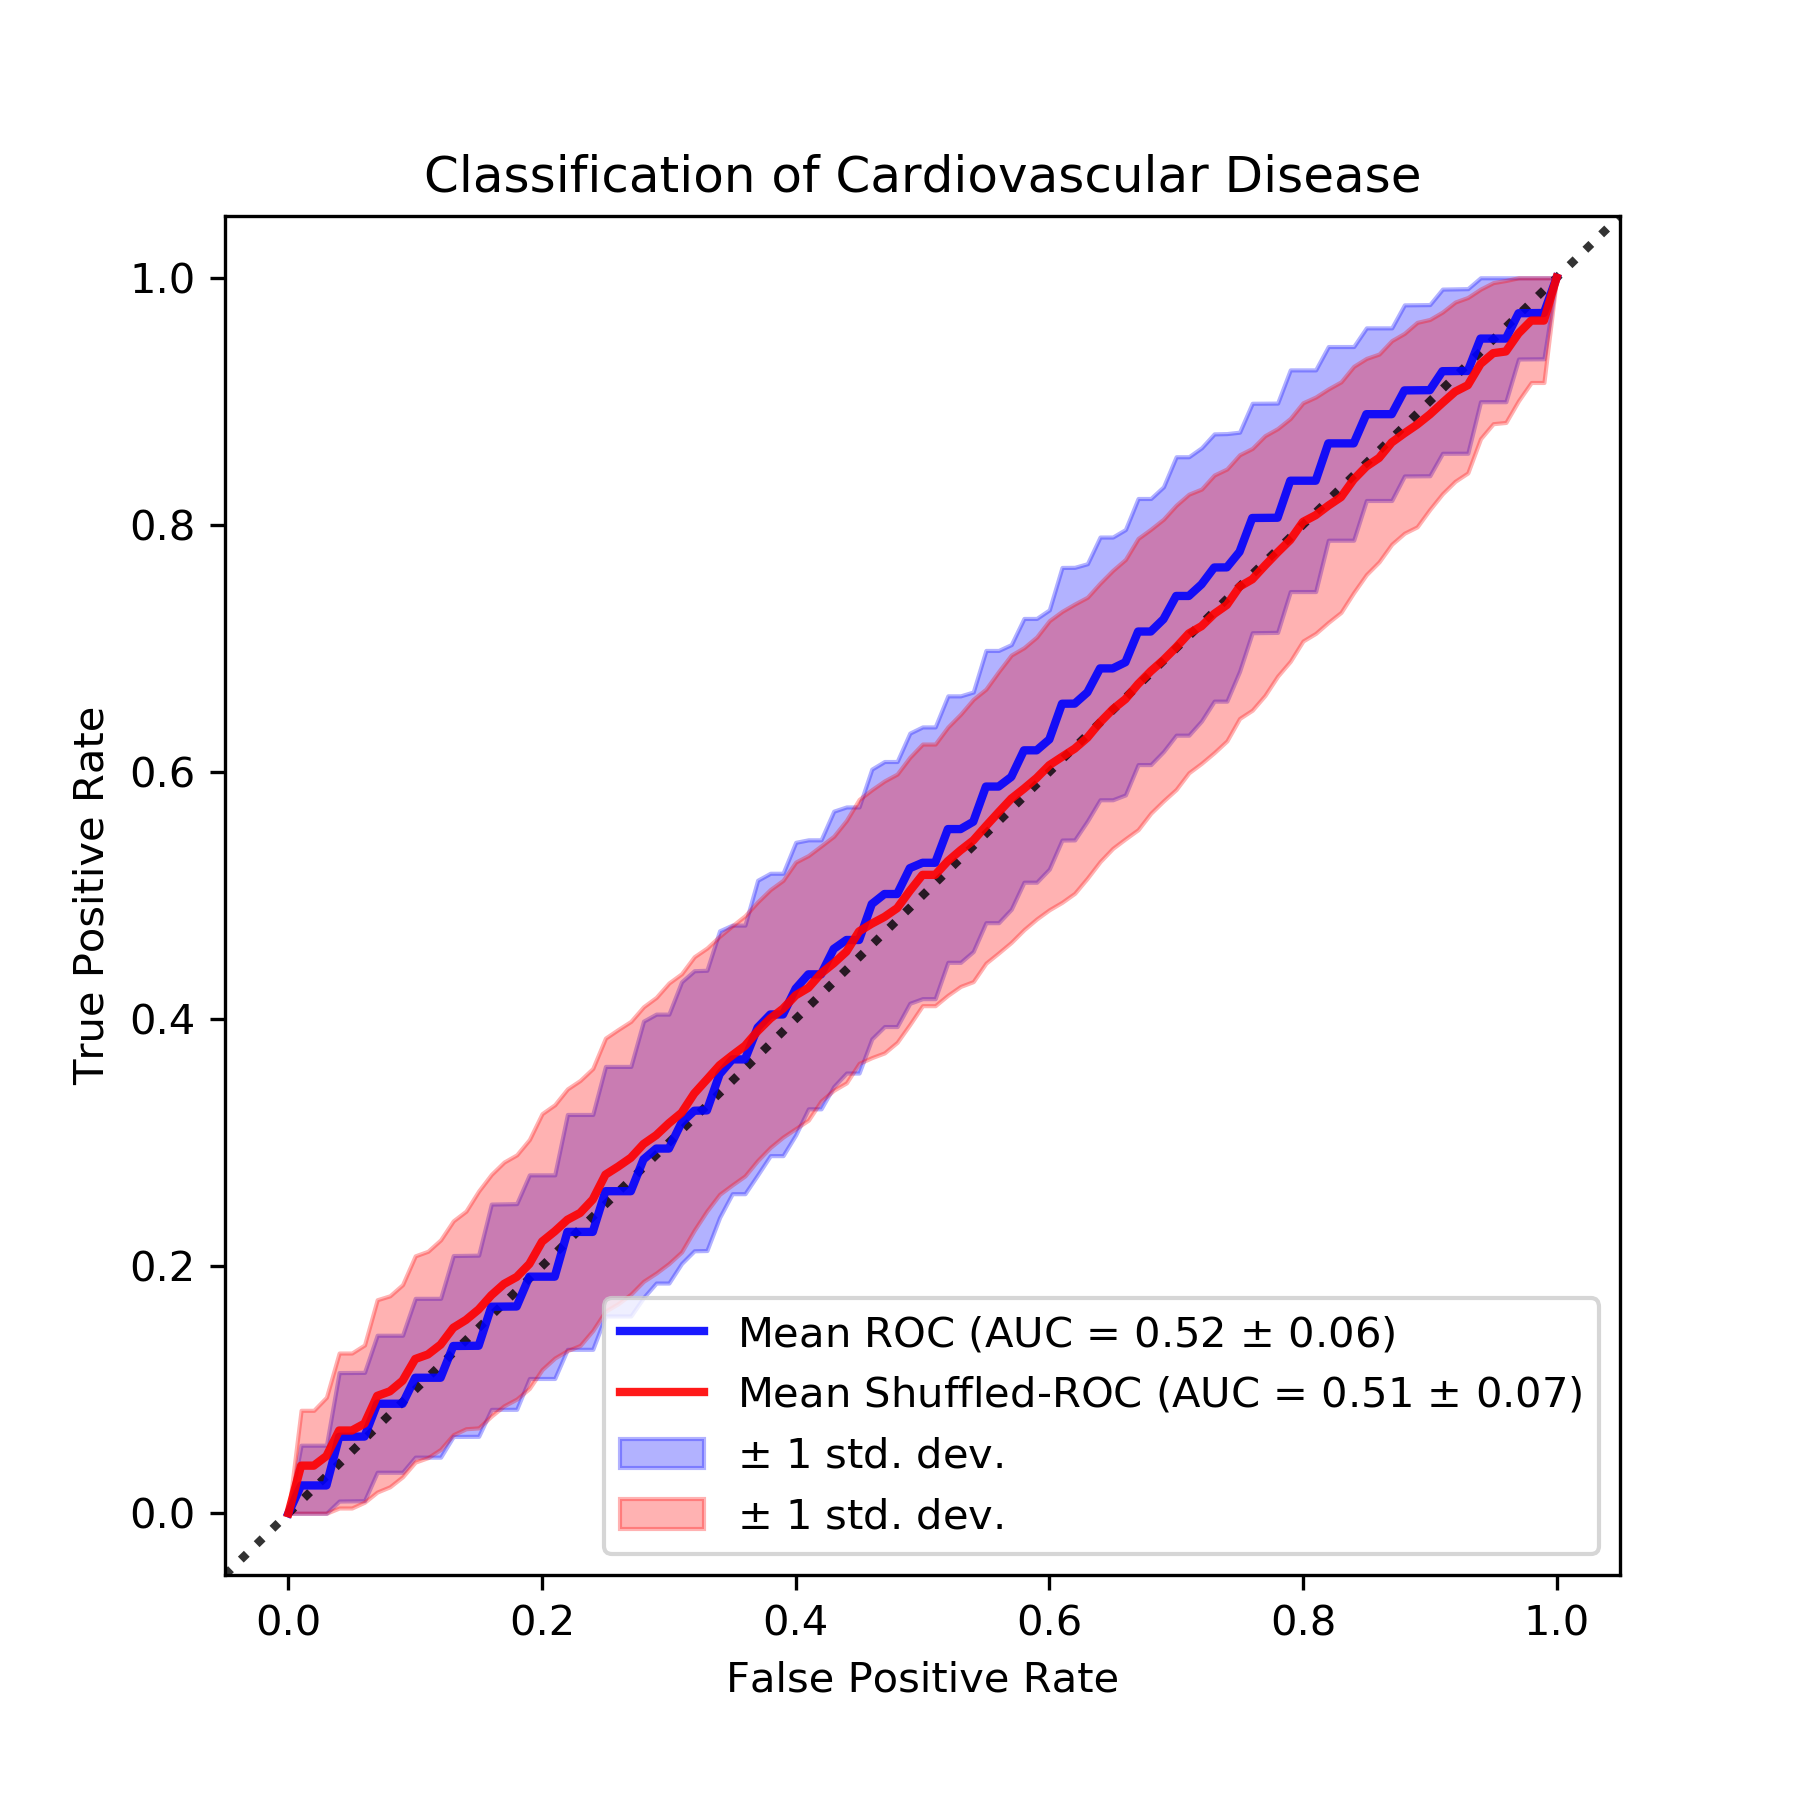 Classification of Cardiovascular Disease
1.0
0.8
0.6
0.4
0.2
0.0
True Positive Rate
Mean ROC (AUC = 0.52 ± 0.06)
Mean Shuffled-ROC (AUC = 0.51 ± 0.07)
± 1 std. dev.
± 1 std. dev.
0.0 0.2 0.4 0.6 0.8 1.0
False Positive Rate